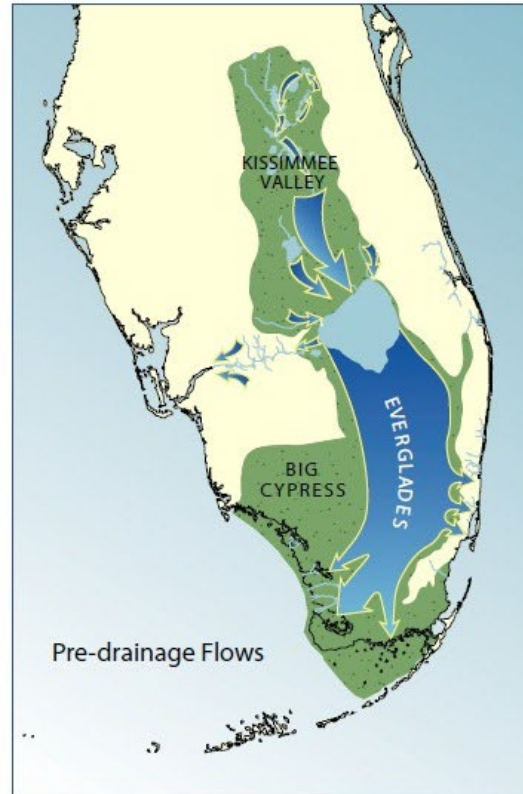 KISSIMMEE
VALLEY
EVERGLADES
BIG
CYPRESS
Pre-drainage Flows